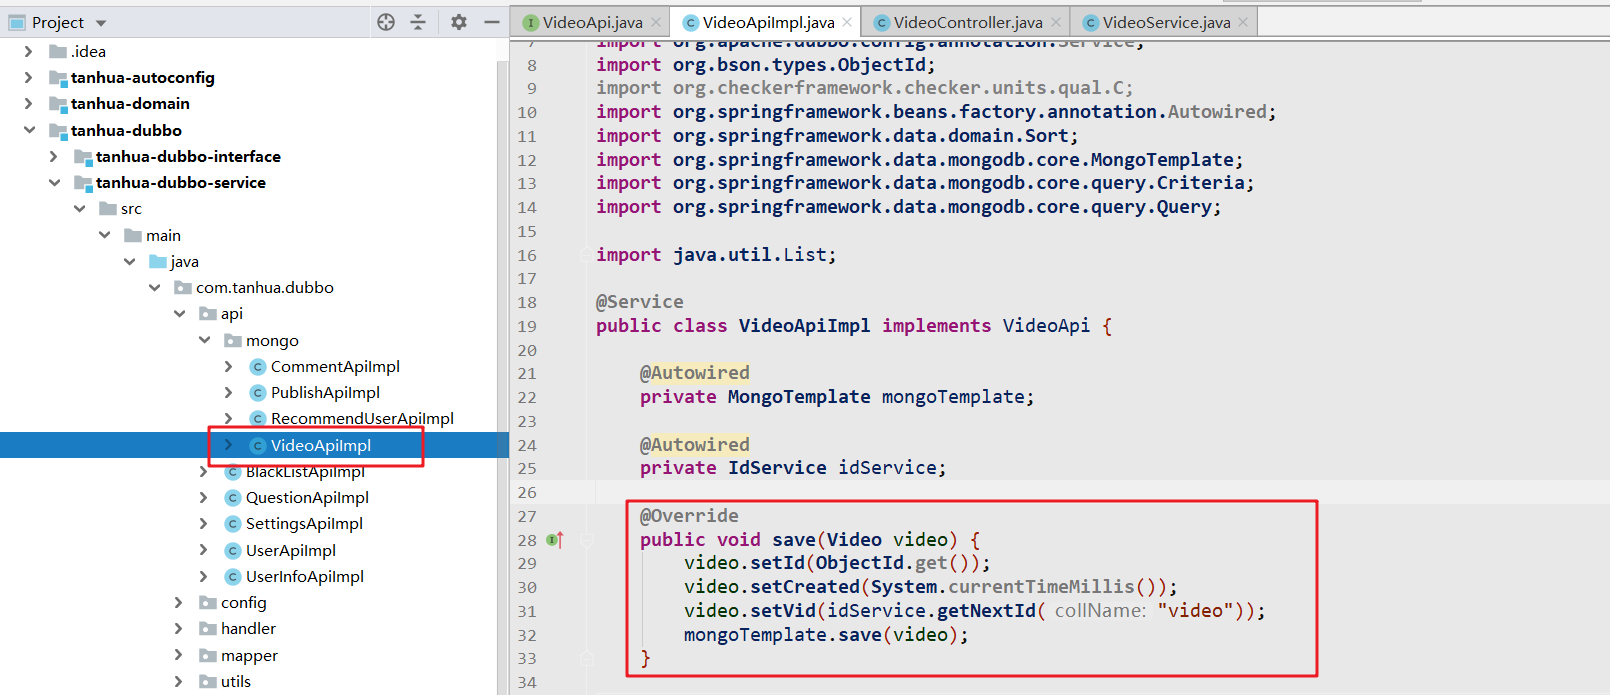 Project
.idea
tanhua-autoconfig
tanhua-domain
tanhua-dubbo
tanhua-dubbo-interface
tanhua-dubbo-service
src
main
java
com.tanhua.dubbo
api
mongo
CommentApiImpl
PublishApiImpl
RecommendUserApiImpl
VideoApiImpl
BlackListApiImpl
QuestionApiImpl
SettingsApiImpl
UserApiImpl
UserInfoApiImpl
config
handler
mapper
utils
VideoApi.java VideoApiImpl.java VideoController.java VideoService.java
7 import org.apache.dubbo.config.annotation.Service;
8 import org.bson.types.ObjectId;
9 import org.checkerframework.checker.units.qual.C;
10 import org.springframework.beans.factory.annotation.Autowired;
11 import org.springframework.data.domain.Sort;
12 import org.springframework.data.mongodb.core.MongoTemplate;
13 import org.springframework.data.mongodb.core.query.Criteria;
14 import org.springframework.data.mongodb.core.query.Query;
15
16 import java.util.List;
17
18 @Service
19 public class VideoApiImpl implements VideoApi {
20
21 @Autowired
22 private MongoTemplate mongoTemplate;
23
24 @Autowired
25 private IdService idService;
26
27 @Override
28 public void save(Video video) {
29 video.setId(ObjectId.get());
30 video.setCreated(System.currentTimeMillis());
31 video.setVid(idService.getNextId( collName: "video"));
32 mongoTemplate.save(video);
33 }
34